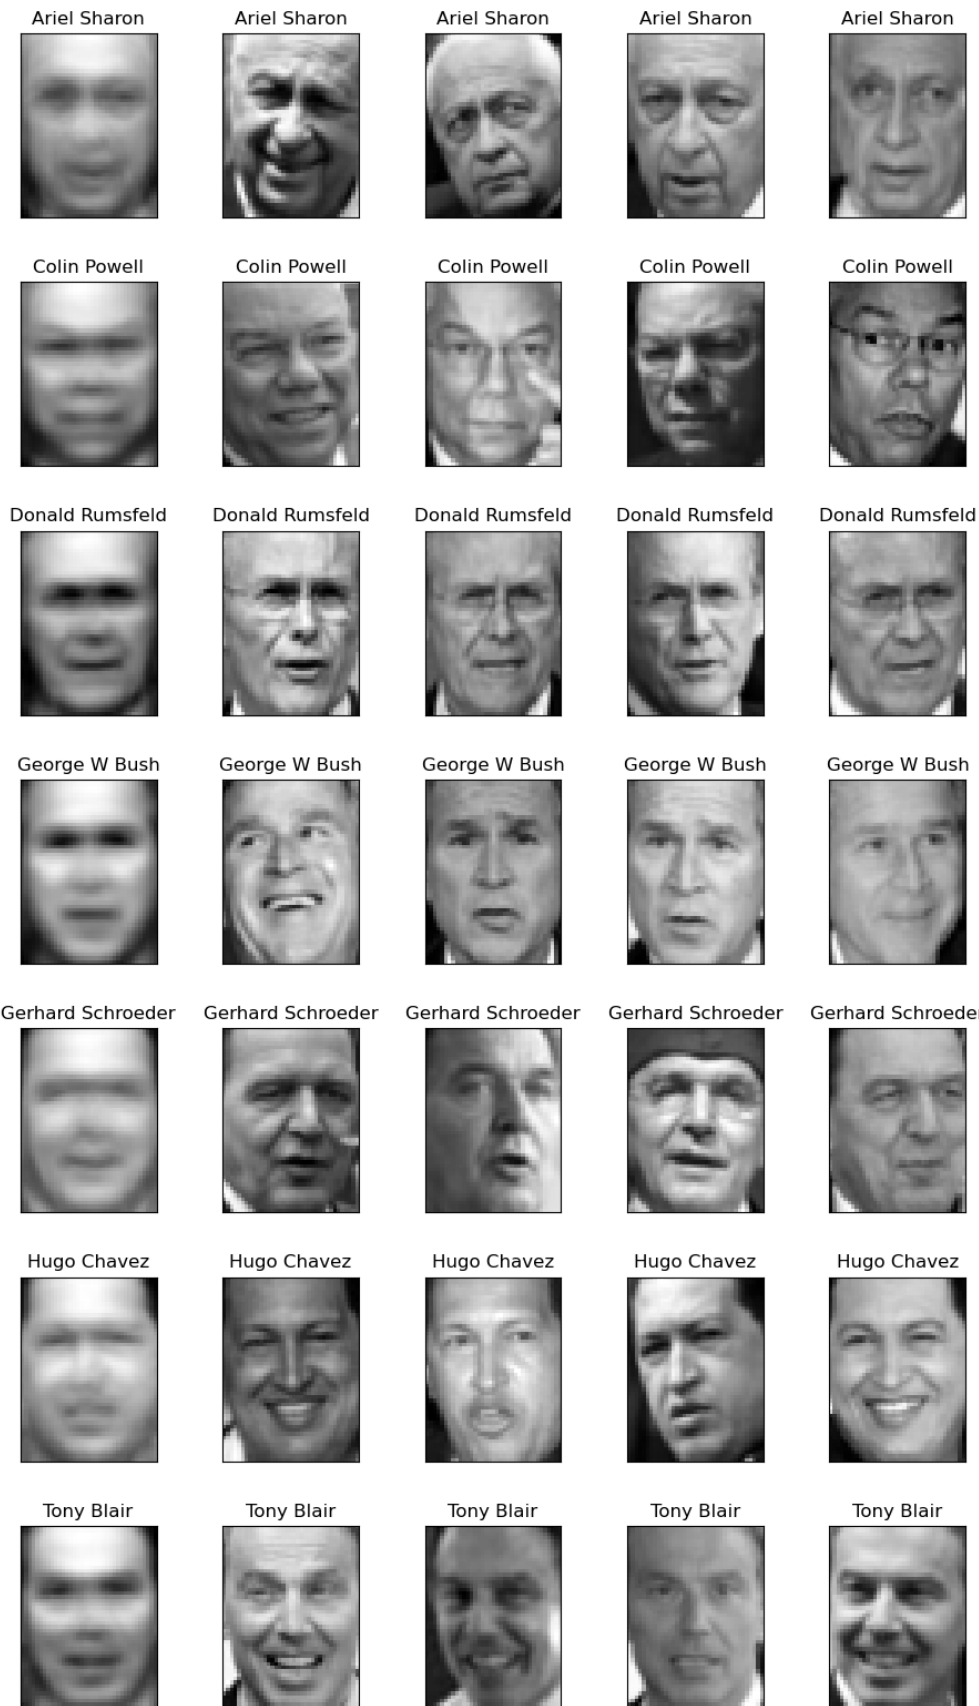 Ariel Sharon Ariel Sharon Ariel Sharon Ariel Sharon Ariel Sharon
Colin Powell Colin Powell Colin Powell Colin Powell Colin Powell
Donald Rumsfeld Donald Rumsfeld Donald Rumsfeld Donald Rumsfeld Donald Rumsfeld
George W Bush George W Bush George W Bush George W Bush George W Bush
Gerhard Schroeder Gerhard Schroeder Gerhard Schroeder Gerhard Schroeder Gerhard Schroeder
Hugo Chavez Hugo Chavez Hugo Chavez Hugo Chavez Hugo Chavez
Tony Blair Tony Blair Tony Blair Tony Blair Tony Blair